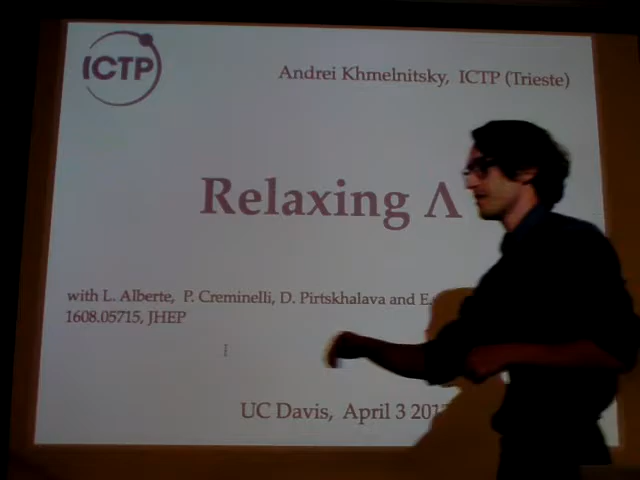 ICTP
Andrei Khmelnitsky, ICTP (Trieste)
Relaxing Λ
with L. Alberte, P. Creminelli, D. Pirtskhalava and E.
1608.05715, JHEP
UC Davis, April 3